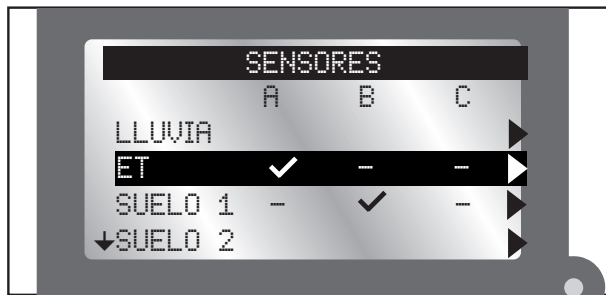 SENSORES
A B C
LLUVIA
ET ✓ – –
SUELO 1 – ✓ –
SUELO 2